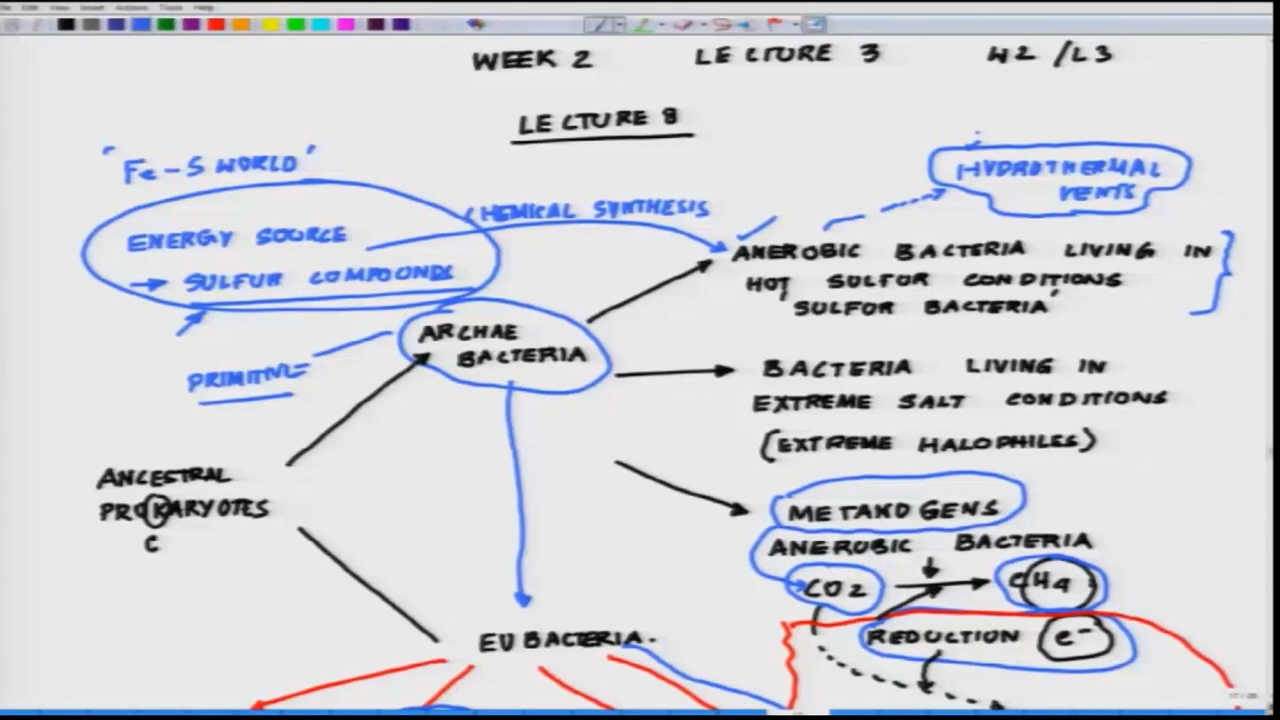 WEEK 2 LECTURE 3 W2/L3
LECTURE 8
"Fe-S WORLD"
HYDROTHERMAL
VENTS
CHEMICAL SYNTHESIS
ENERGY SOURCE
→ SULFUR COMPOUNDS
ANEROBIC BACTERIA LIVING IN
HOT SULFUR CONDITIONS
'SULFOR BACTERIA'
ARCHAE
BACTERIA
PRIMITIVE
BACTERIA LIVING IN
EXTREME SALT CONDITIONS
(EXTREME HALOPHILES)
ANCESTRAL
PROKARYOTES
C
METANOGENS
ANEROBIC BACTERIA
CO2 → CH4
REDUCTION e-
EUBACTERIA.